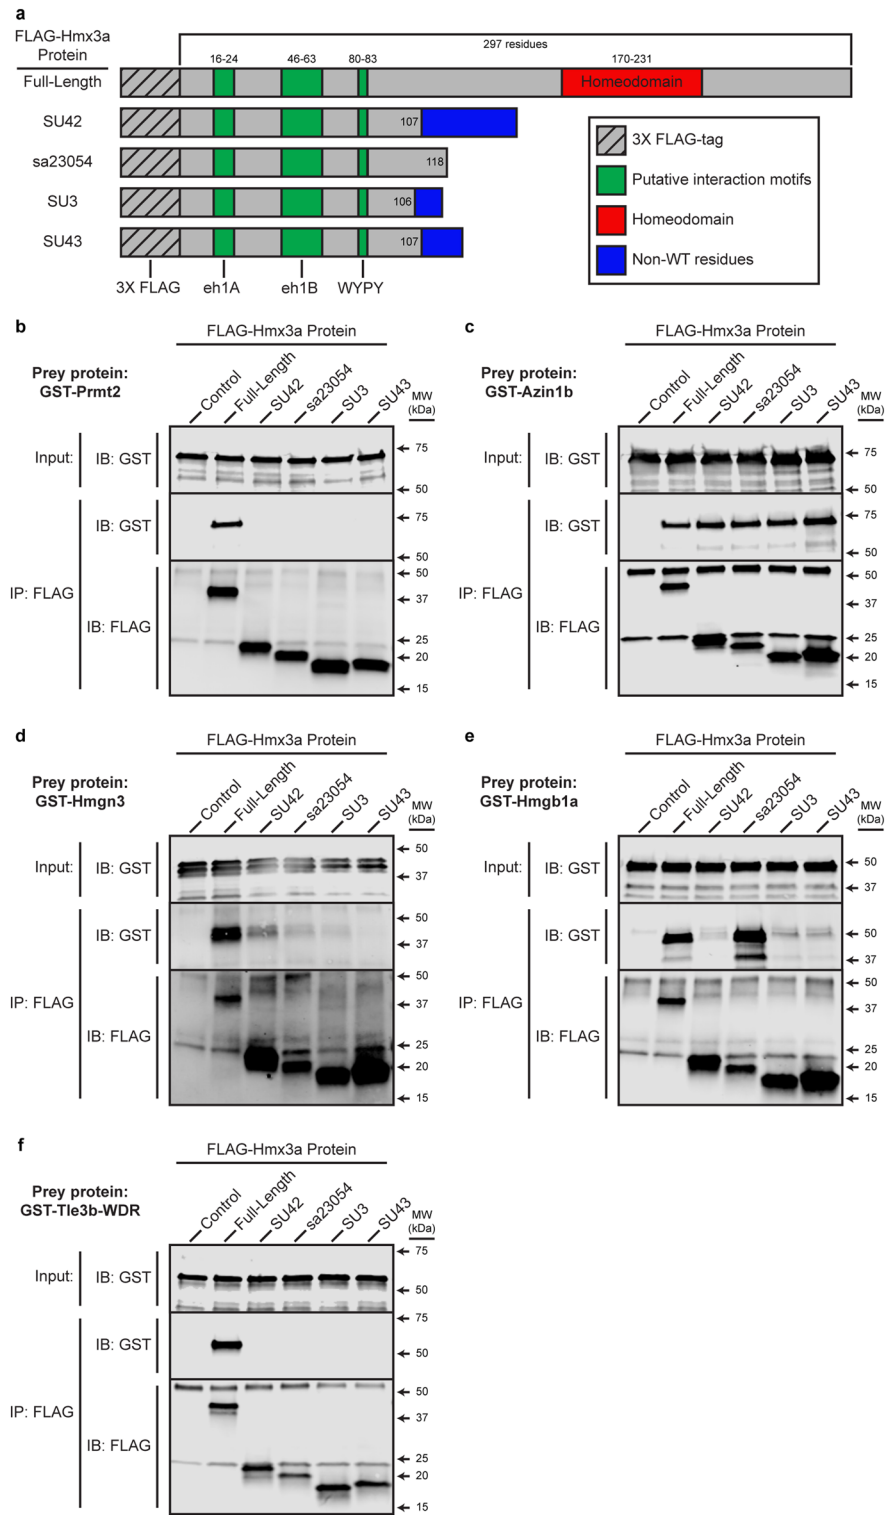 a
FLAG-Hmx3a
Protein
297 residues
16-24 46-63 80-83 170-231
Full-Length Homeodomain
SU42 107
sa23054 118
SU3 106
SU43 107
3X FLAG eh1A eh1B WYPY
3X FLAG-tag
Putative interaction motifs
Homeodomain
Non-WT residues
b
FLAG-Hmx3a Protein
Prey protein:
GST-Prmt2
Control Full-Length SU42 sa23054 SU3 SU43
MW
(kDa)
Input: IB: GST
75
50
IB: GST
75
50
IP: FLAG
IB: FLAG
50
37
25
20
15
c
FLAG-Hmx3a Protein
Prey protein:
GST-Azin1b
Control Full-Length SU42 sa23054 SU3 SU43
MW
(kDa)
Input: IB: GST
75
50
IB: GST
75
50
IP: FLAG
IB: FLAG
50
37
25
20
15
d
FLAG-Hmx3a Protein
Prey protein:
GST-Hmgn3
Control Full-Length SU42 sa23054 SU3 SU43
MW
(kDa)
Input: IB: GST
50
37
IB: GST
50
37
IP: FLAG
IB: FLAG
50
37
25
20
15
e
FLAG-Hmx3a Protein
Prey protein:
GST-Hmgb1a
Control Full-Length SU42 sa23054 SU3 SU43
MW
(kDa)
Input: IB: GST
50
37
IB: GST
50
37
IP: FLAG
IB: FLAG
50
37
25
20
15
f
FLAG-Hmx3a Protein
Prey protein:
GST-Tle3b-WDR
Control Full-Length SU42 sa23054 SU3 SU43
MW
(kDa)
Input: IB: GST
75
50
IB: GST
75
50
IP: FLAG
IB: FLAG
50
37
25
20
15